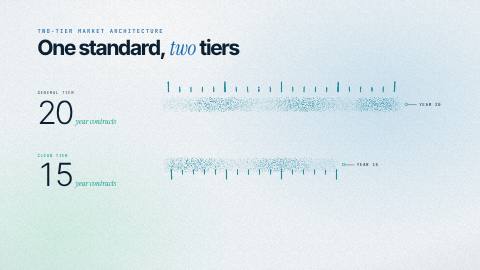 TWO-TIER MARKET ARCHITECTURE
One standard, two tiers
GENERAL TIER
20 year contracts
YEAR 20
CLOUD TIER
15 year contracts
YEAR 15